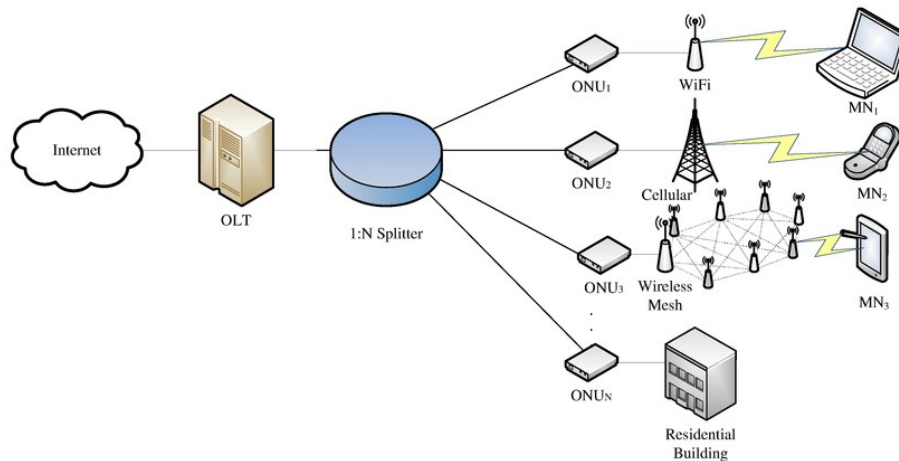 Internet
OLT
1:N Splitter
ONU₁
WiFi
MN₁
ONU₂
Cellular
MN₂
ONU₃
Wireless
Mesh
MN₃
ONUN
Residential
Building